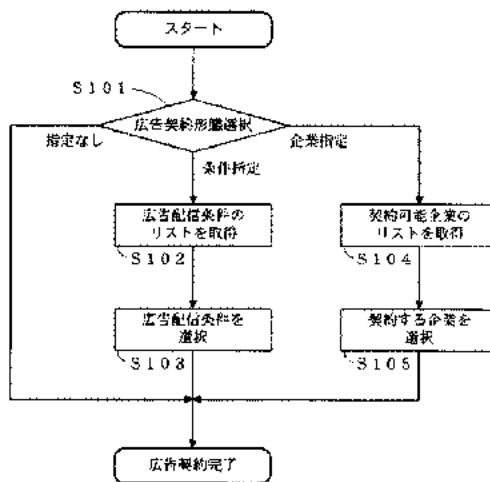 スタート
S101
広告契約形態選択
指定なし
企業指定
条件指定
広告配信条件の
リストを取得
契約可能企業の
リストを取得
S102
S104
広告配信条件を
選択
契約する企業を
選択
S103
S105
広告契約完了